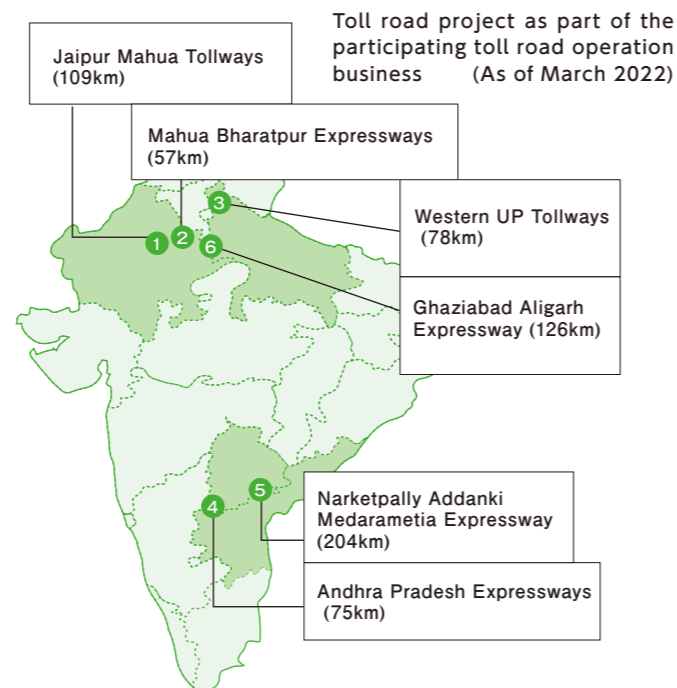 Toll road project as part of the
participating toll road operation
business (As of March 2022)
Jaipur Mahua Tollways
(109km)
Mahua Bharatpur Expressways
(57km)
Western UP Tollways
(78km)
Ghaziabad Aligarh
Expressway (126km)
1
2
3
6
5
4
Narketpally Addanki
Medarametia Expressway
(204km)
Andhra Pradesh Expressways
(75km)